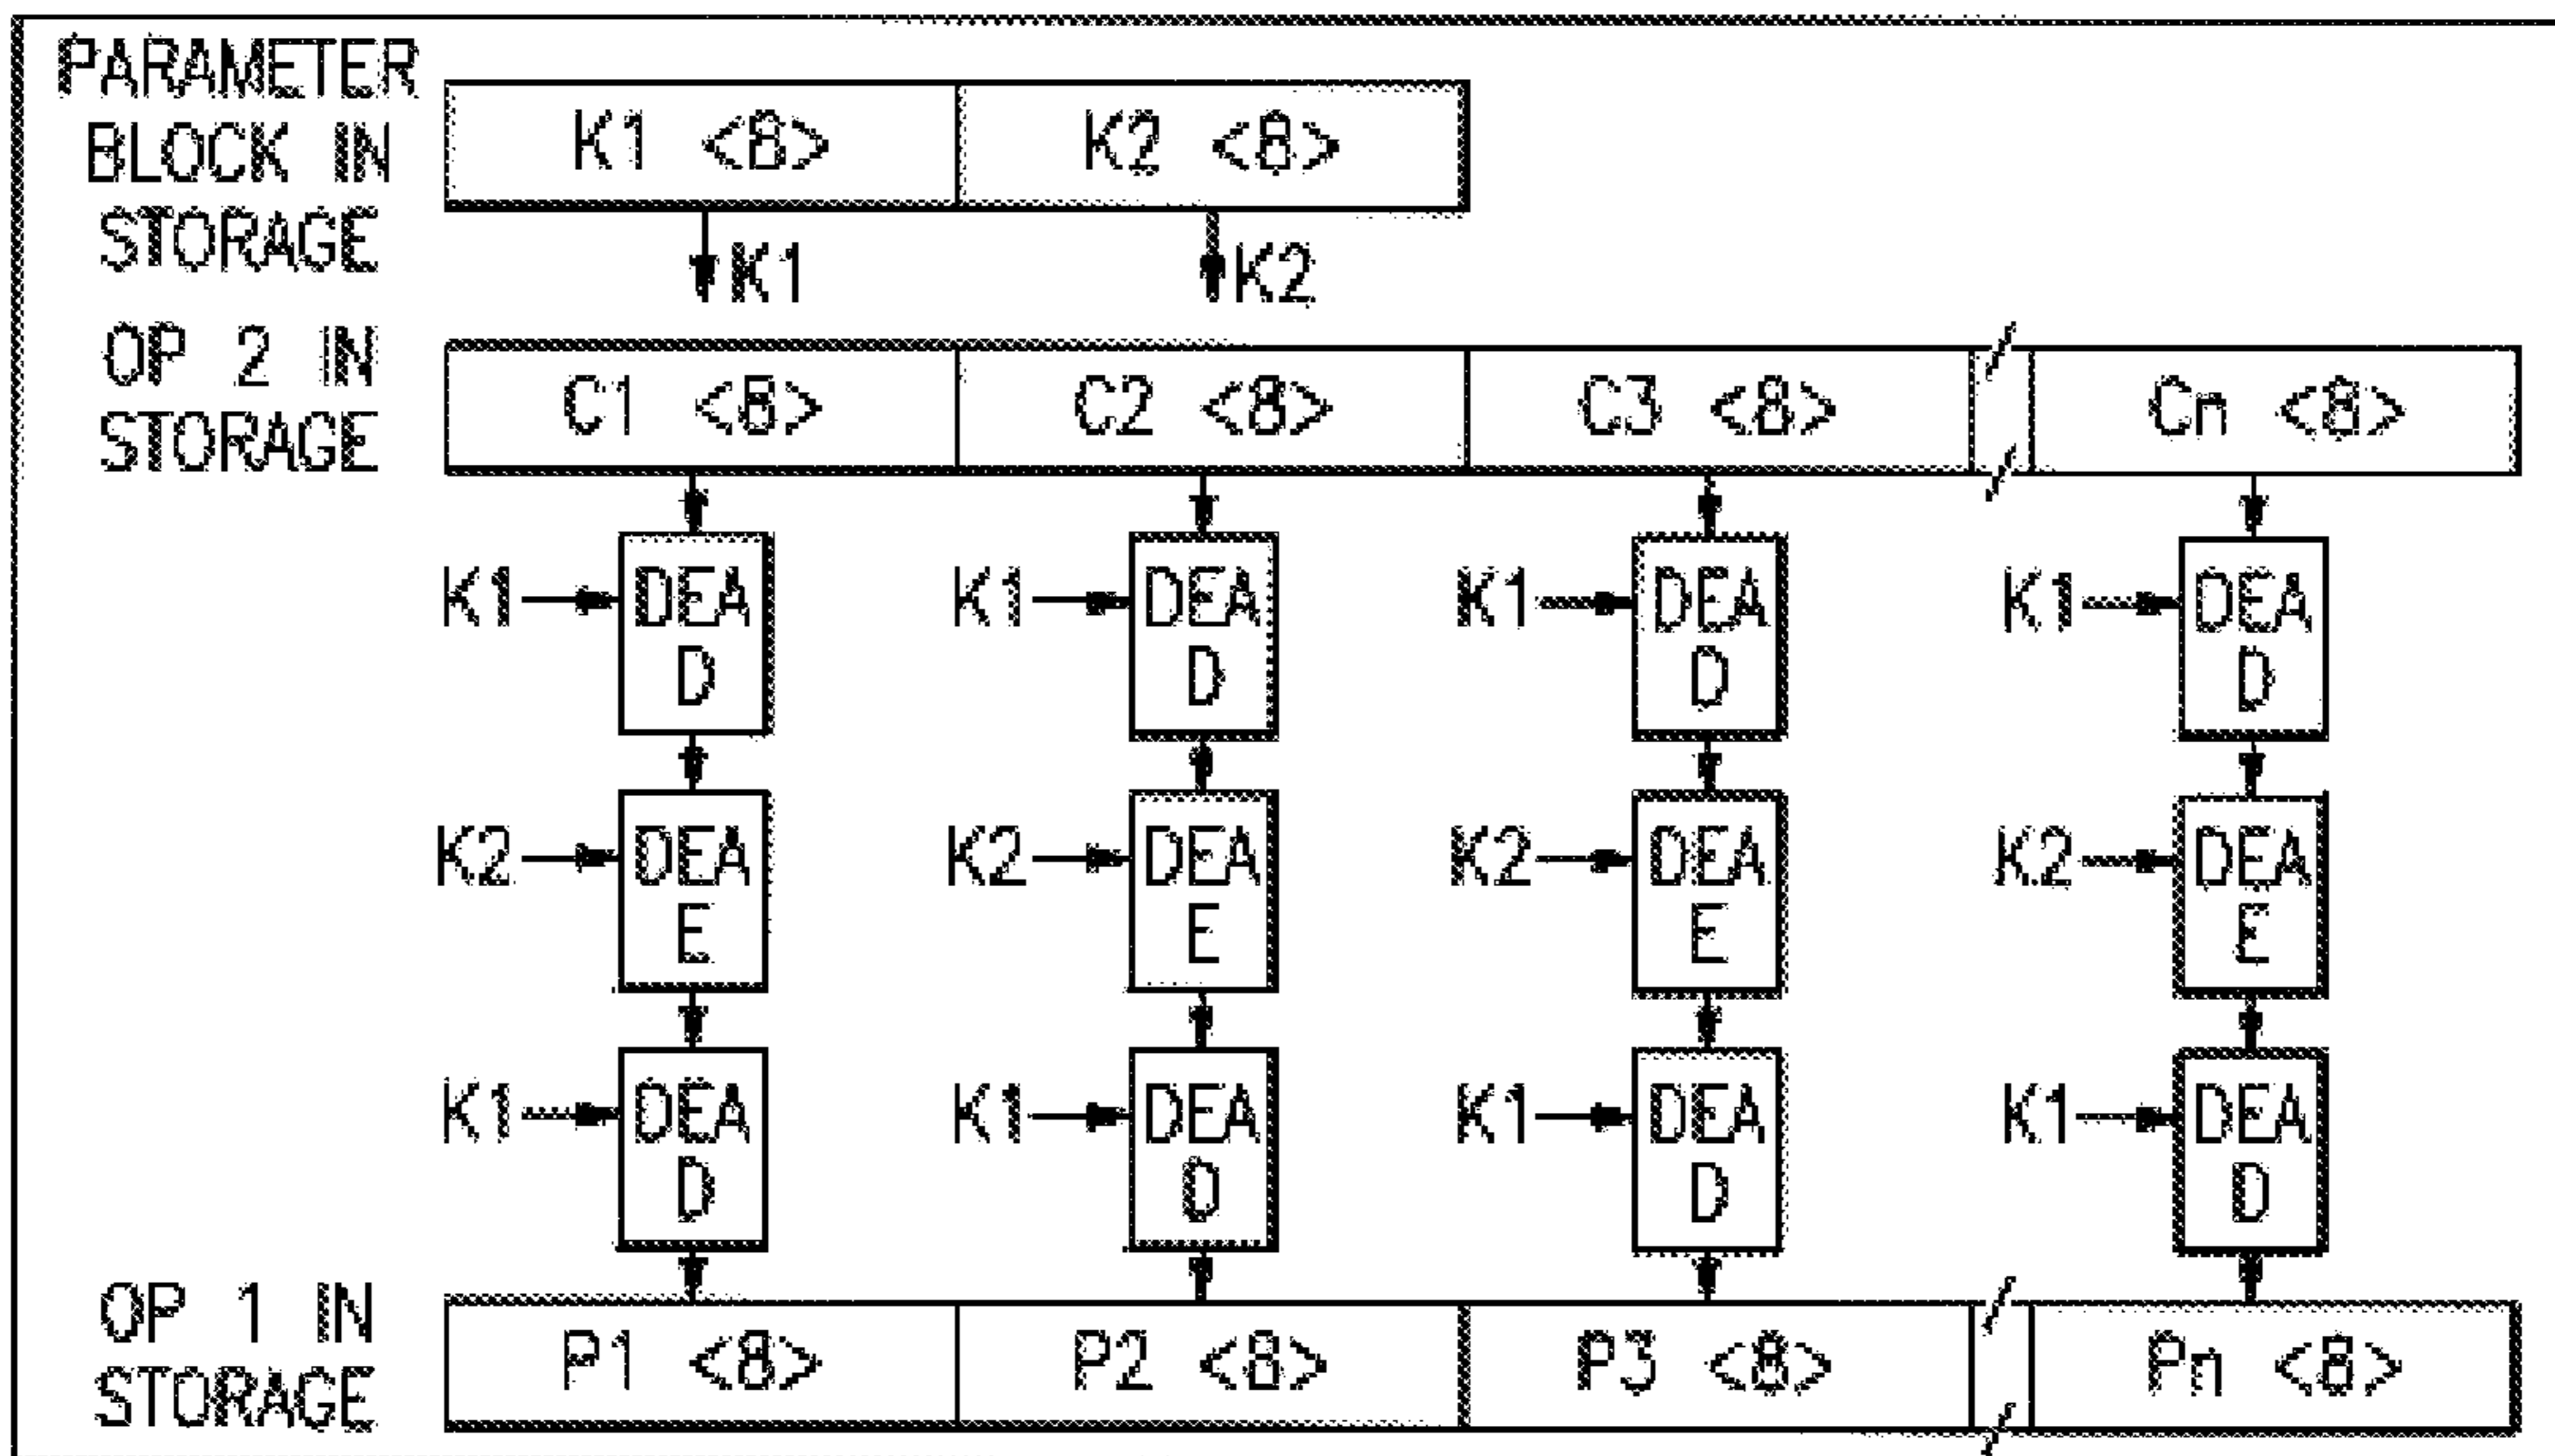 PARAMETER
BLOCK IN
STORAGE
K1 <8> K2 <8>
K1 K2
OP 2 IN
STORAGE
C1 <8> C2 <8> C3 <8> Cn <8>
K1 DEA K1 DEA K1 DEA K1 DEA
D D D D
K2 DEA K2 DEA K2 DEA K2 DEA
E E E E
K1 DEA K1 DEA K1 DEA K1 DEA
D D D D
OP 1 IN
STORAGE
P1 <8> P2 <8> P3 <8> Pn <8>